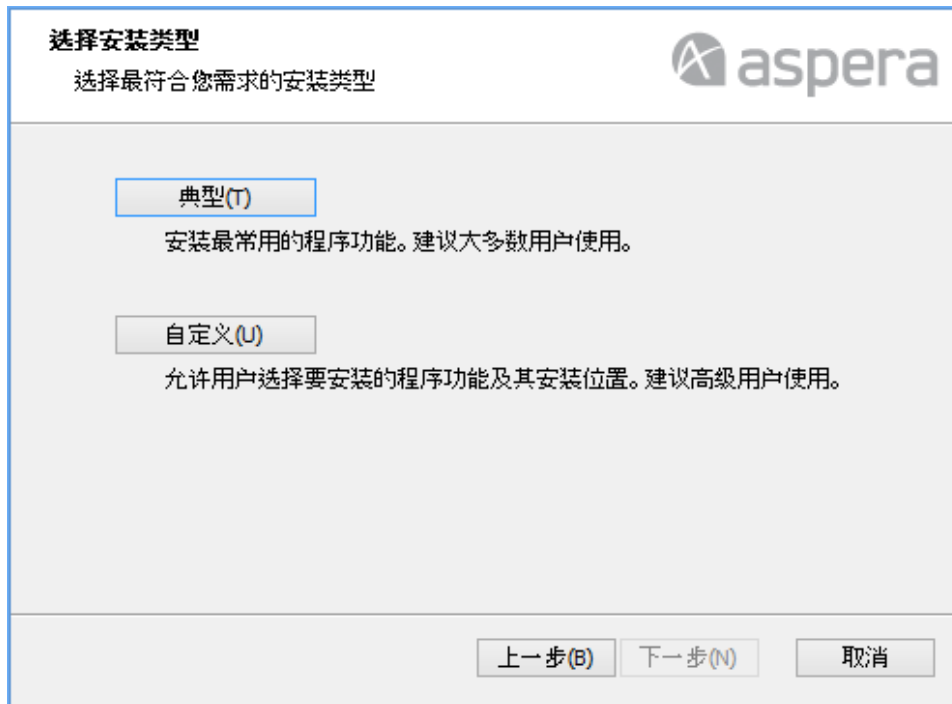 选择安装类型
选择最符合您需求的安装类型
aspera
典型(T)
安装最常用的程序功能。建议大多数用户使用。
自定义(U)
允许用户选择要安装的程序功能及其安装位置。建议高级用户使用。
上一步(B) 下一步(N) 取消